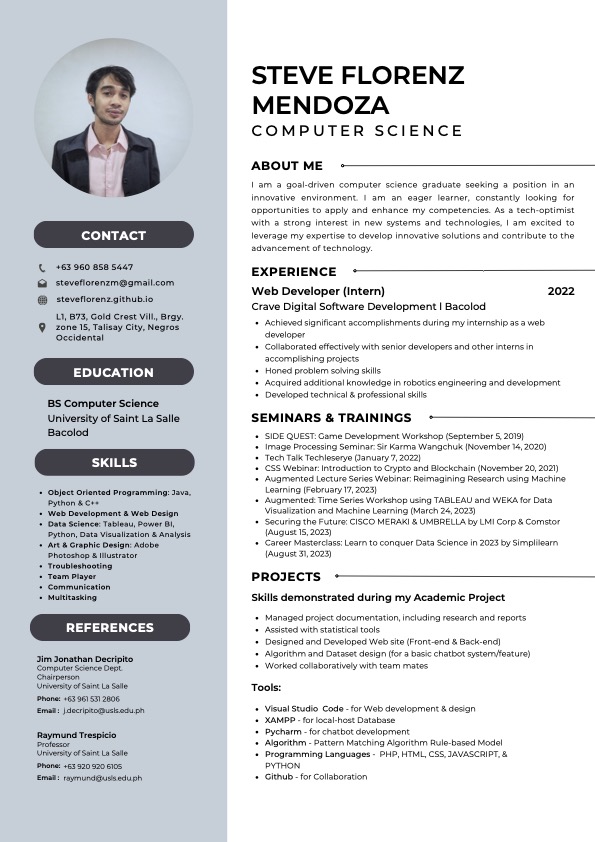 STEVE FLORENZ
MENDOZA
COMPUTER SCIENCE
CONTACT
+63 960 858 5447
steveflorenzm@gmail.com
steveflorenz.github.io
L1, B73, Gold Crest Vill., Brgy.
zone 15, Talisay City, Negros
Occidental
EDUCATION
BS Computer Science
University of Saint La Salle
Bacolod
SKILLS
• Object Oriented Programming: Java,
Python & C++
• Web Development & Web Design
• Data Science: Tableau, Power BI,
Python, Data Visualization & Analysis
• Art & Graphic Design: Adobe
Photoshop & Illustrator
• Troubleshooting
• Team Player
• Communication
• Multitasking
REFERENCES
Jim Jonathan Decripito
Computer Science Dept.
Chairperson
University of Saint La Salle
Phone: +63 961 531 2806
Email : j.decripito@usls.edu.ph
Raymund Trespicio
Professor
University of Saint La Salle
Phone: +63 920 920 6105
Email : raymund@usls.edu.ph
ABOUT ME
I am a goal-driven computer science graduate seeking a position in an
innovative environment. I am an eager learner, constantly looking for
opportunities to apply and enhance my competencies. As a tech-optimist
with a strong interest in new systems and technologies, I am excited to
leverage my expertise to develop innovative solutions and contribute to the
advancement of technology.
EXPERIENCE
Web Developer (Intern) 2022
Crave Digital Software Development l Bacolod
• Achieved significant accomplishments during my internship as a web
developer
• Collaborated effectively with senior developers and other interns in
accomplishing projects
• Honed problem solving skills
• Acquired additional knowledge in robotics engineering and development
• Developed technical & professional skills
SEMINARS & TRAININGS
• SIDE QUEST: Game Development Workshop (September 5, 2019)
• Image Processing Seminar: Sir Karma Wangchuk (November 14, 2020)
• Tech Talk Techleserye (January 7, 2022)
• CSS Webinar: Introduction to Crypto and Blockchain (November 20, 2021)
• Augmented Lecture Series Webinar: Reimagining Research using Machine
Learning (February 17, 2023)
• Augmented: Time Series Workshop using TABLEAU and WEKA for Data
Visualization and Machine Learning (March 24, 2023)
• Securing the Future: CISCO MERAKI & UMBRELLA by LMI Corp & Comstor
(August 15, 2023)
• Career Masterclass: Learn to conquer Data Science in 2023 by Simplilearn
(August 31, 2023)
PROJECTS
Skills demonstrated during my Academic Project
• Managed project documentation, including research and reports
• Assisted with statistical tools
• Designed and Developed Web site (Front-end & Back-end)
• Algorithm and Dataset design (for a basic chatbot system/feature)
• Worked collaboratively with team mates
Tools:
• Visual Studio Code - for Web development & design
• XAMPP - for local-host Database
• Pycharm - for chatbot development
• Algorithm - Pattern Matching Algorithm Rule-based Model
• Programming Languages - PHP, HTML, CSS, JAVASCRIPT, &
PYTHON
• Github - for Collaboration